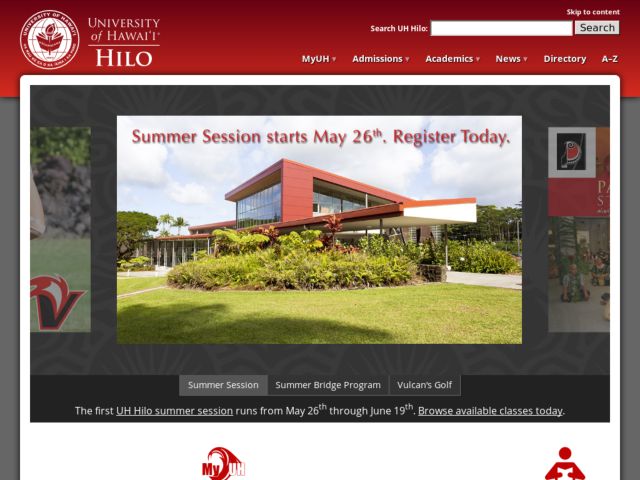 Skip to content
UNIVERSITY
of HAWAI'I®
HILO
Search UH Hilo:
Search
MyUH ▾ Admissions ▾ Academics ▾ News ▾ Directory A–Z
Summer Session starts May 26th. Register Today.
Summer Session Summer Bridge Program Vulcan's Golf
The first UH Hilo summer session runs from May 26th through June 19th. Browse available classes today.
My UH